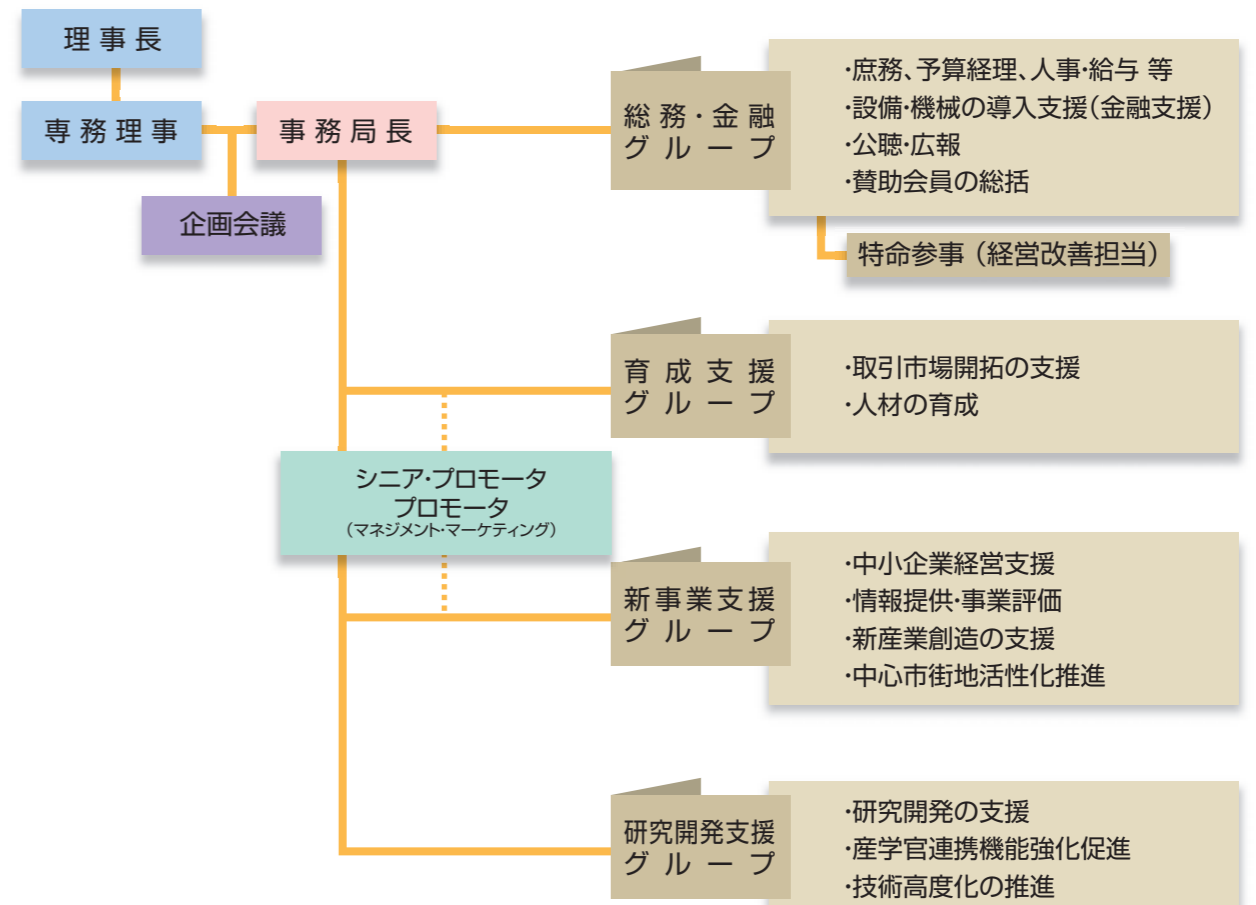 理事長
専務理事
事務局長
企画会議
総務・金融
グループ
・庶務、予算経理、人事・給与 等
・設備・機械の導入支援（金融支援）
・公聴・広報
・賛助会員の総括
特命参事（経営改善担当）
育成支援
グループ
・取引市場開拓の支援
・人材の育成
シニア・プロモータ
プロモータ
（マネジメント・マーケティング）
新事業支援
グループ
・中小企業経営支援
・情報提供・事業評価
・新産業創造の支援
・中心市街地活性化推進
研究開発支援
グループ
・研究開発の支援
・産学官連携機能強化促進
・技術高度化の推進